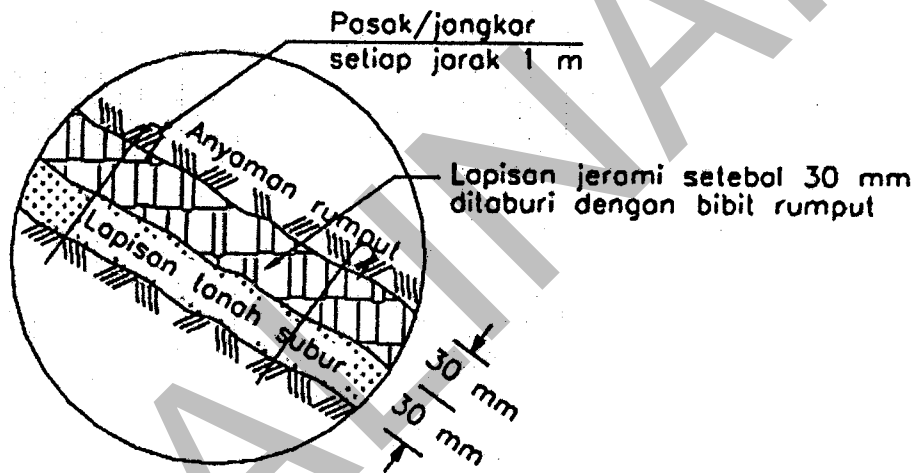 Pasak/jangkar
setiap jarak 1 m
Anyaman rumput
Lapisan jerami setebal 30 mm
ditaburi dengan bibit rumput
Lapisan tanah subur
30 mm
30 mm
SALINAN